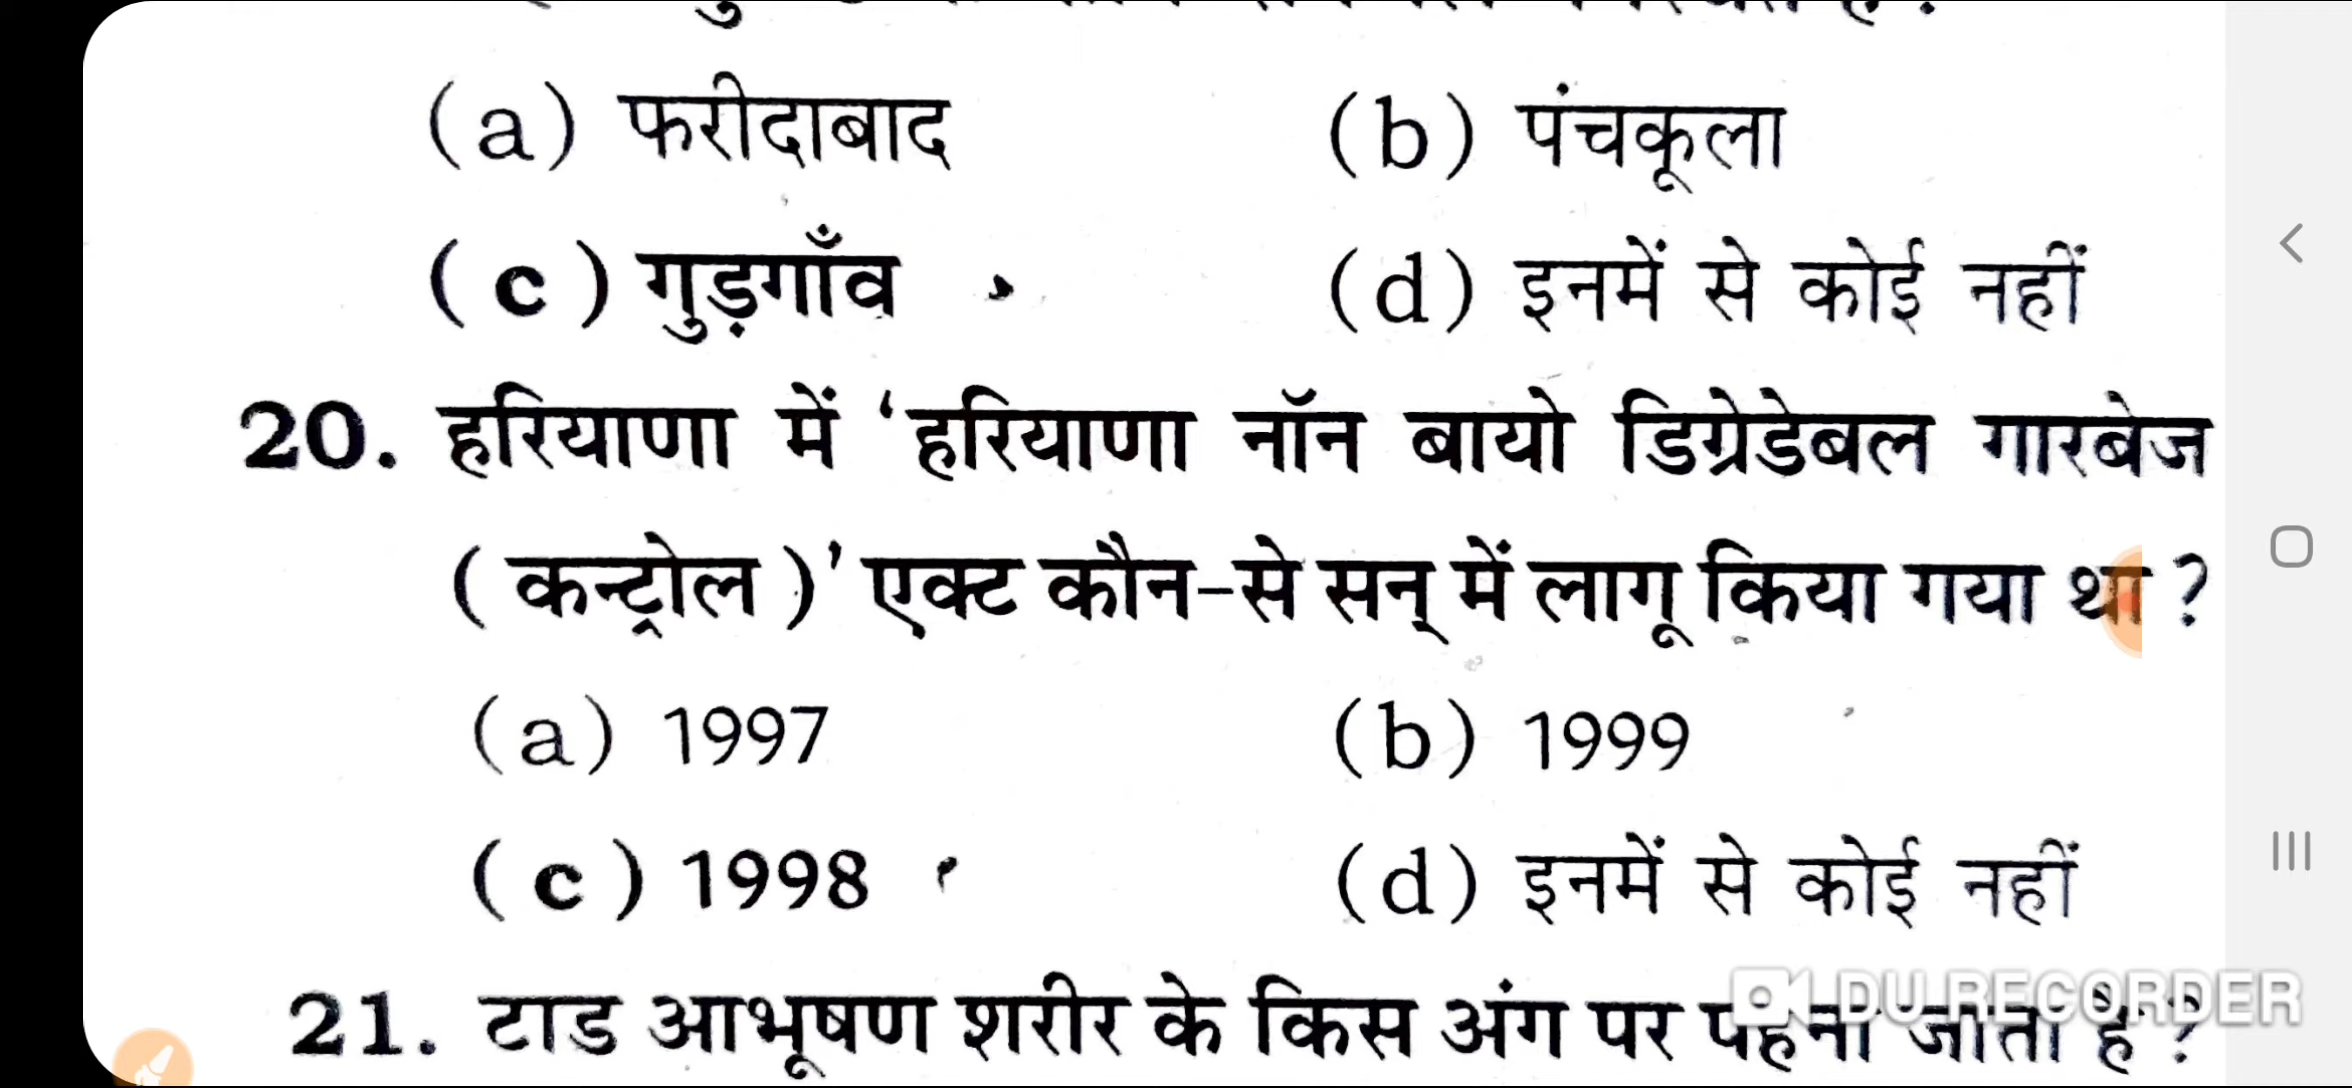 (a) फरीदाबाद (b) पंचकूला
(c) गुड़गाँव (d) इनमें से कोई नहीं
20. हरियाणा में ‘हरियाणा नॉन बायो डिग्रेडेबल गारबेज
(कन्ट्रोल)’ एक्ट कौन-से सन् में लागू किया गया था ?
(a) 1997 (b) 1999
(c) 1998 (d) इनमें से कोई नहीं
21. टाड आभूषण शरीर के किस अंग पर पहना जाता है ?
DU RECORDER